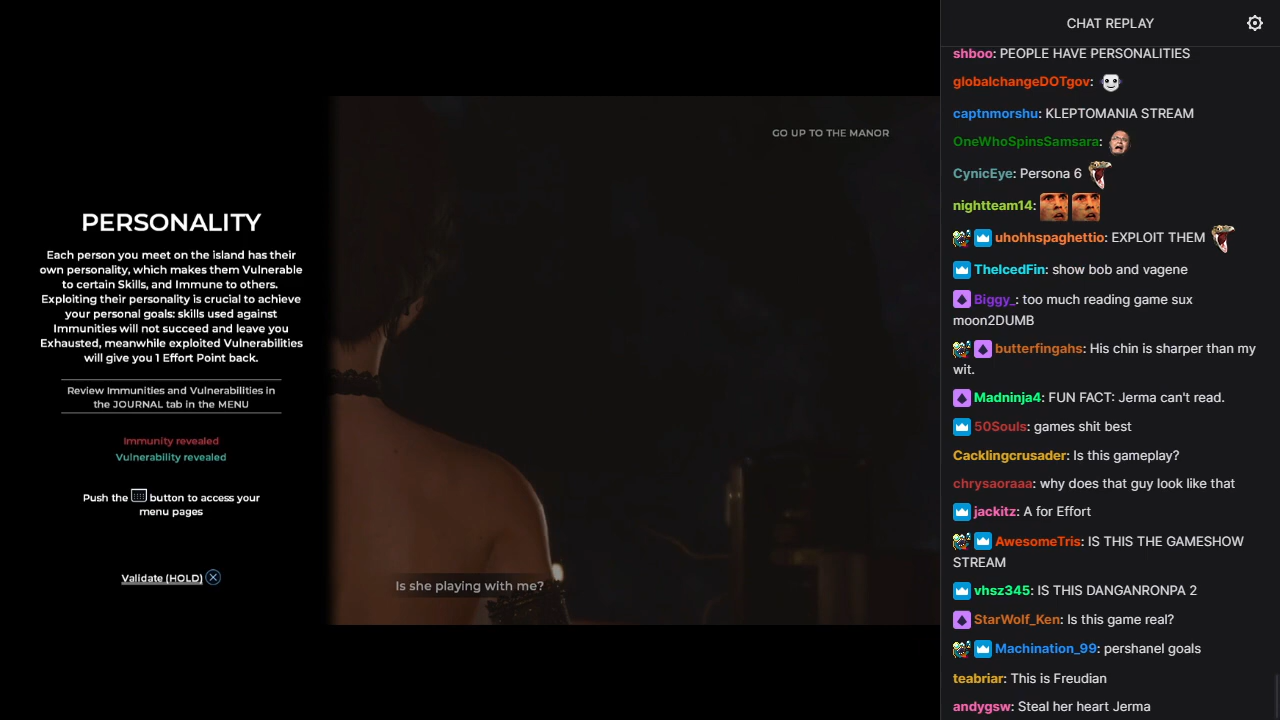 GO UP TO THE MANOR
PERSONALITY
Each person you meet on the island has their
own personality, which makes them Vulnerable
to certain Skills, and Immune to others.
Exploiting their personality is crucial to achieve
your personal goals: skills used against
Immunities will not succeed and leave you
Exhausted, meanwhile exploited Vulnerabilities
will give you 1 Effort Point back.
Review Immunities and Vulnerabilities in
the JOURNAL tab in the MENU
Immunity revealed
Vulnerability revealed
Push the button to access your
menu pages
Validate (HOLD)
Is she playing with me?
CHAT REPLAY
shboo: PEOPLE HAVE PERSONALITIES
globalchangeDOTgov:
captnmorshu: KLEPTOMANIA STREAM
OneWhoSpinsSamsara:
CynicEye: Persona 6
nightteam14:
uhohhspaghettio: EXPLOIT THEM
TheIcedFin: show bob and vagene
Biggy_: too much reading game sux
moon2DUMB
butterfingahs: His chin is sharper than my
wit.
Madninja4: FUN FACT: Jerma can't read.
50Souls: games shit best
Cacklingcrusader: Is this gameplay?
chrysaoraaa: why does that guy look like that
jackitz: A for Effort
AwesomeTris: IS THIS THE GAMESHOW
STREAM
vhsz345: IS THIS DANGANRONPA 2
StarWolf_Ken: Is this game real?
Machination_99: pershanel goals
teabriar: This is Freudian
andygsw: Steal her heart Jerma